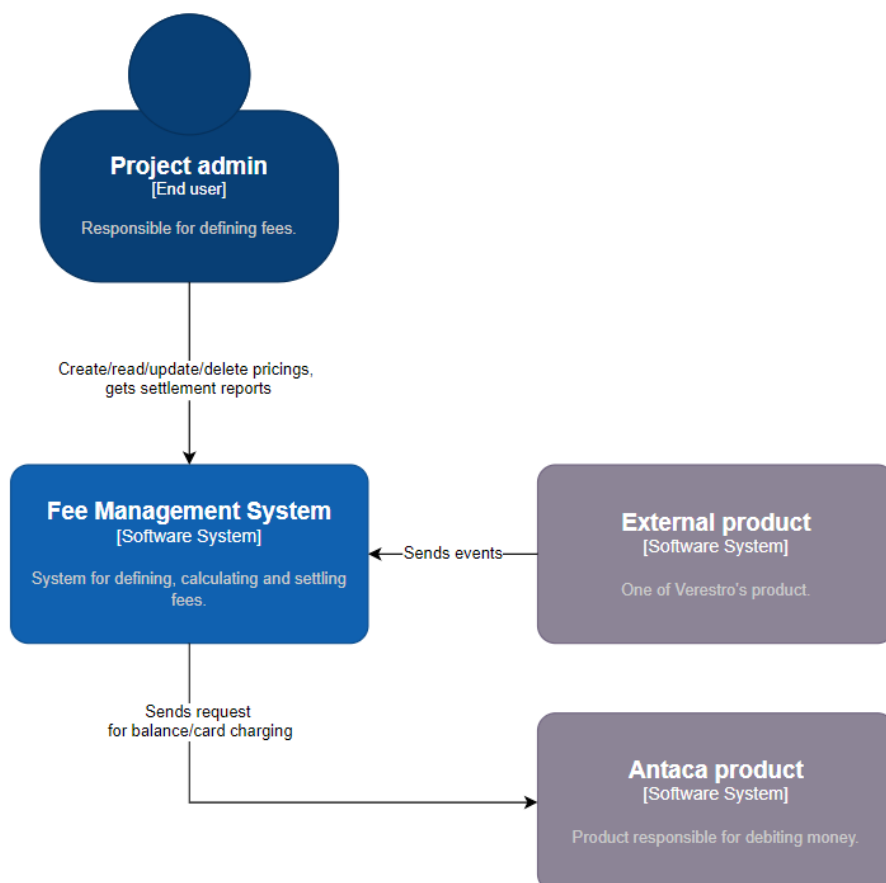 Project admin
[End user]
Responsible for defining fees.
Create/read/update/delete pricings,
gets settlement reports
Fee Management System
[Software System]
System for defining, calculating and settling
fees.
Sends events
External product
[Software System]
One of Verestro's product.
Sends request
for balance/card charging
Antaca product
[Software System]
Product responsible for debiting money.